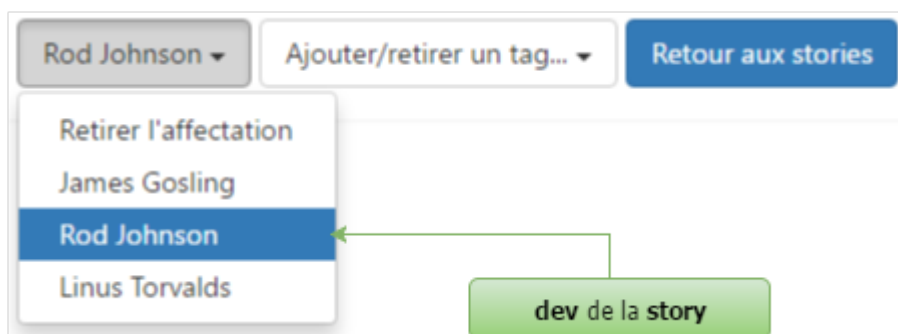 Rod Johnson
Ajouter/retirer un tag...
Retour aux stories
Retirer l'affectation
James Gosling
Rod Johnson
Linus Torvalds
dev de la story